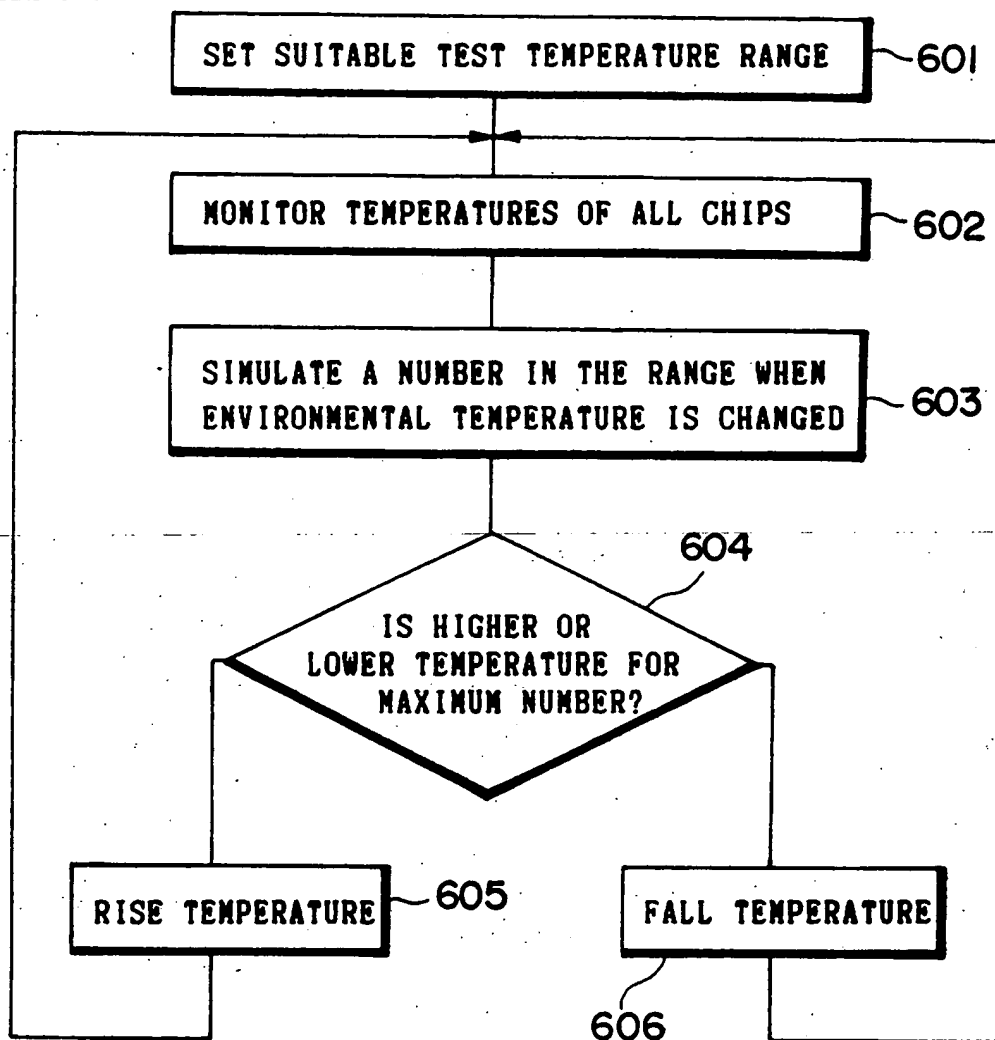 SET SUITABLE TEST TEMPERATURE RANGE
601
MONITOR TEMPERATURES OF ALL CHIPS
602
SIMULATE A NUMBER IN THE RANGE WHEN
ENVIRONMENTAL TEMPERATURE IS CHANGED
603
604
IS HIGHER OR
LOWER TEMPERATURE FOR
MAXIMUM NUMBER?
RISE TEMPERATURE
605
FALL TEMPERATURE
606